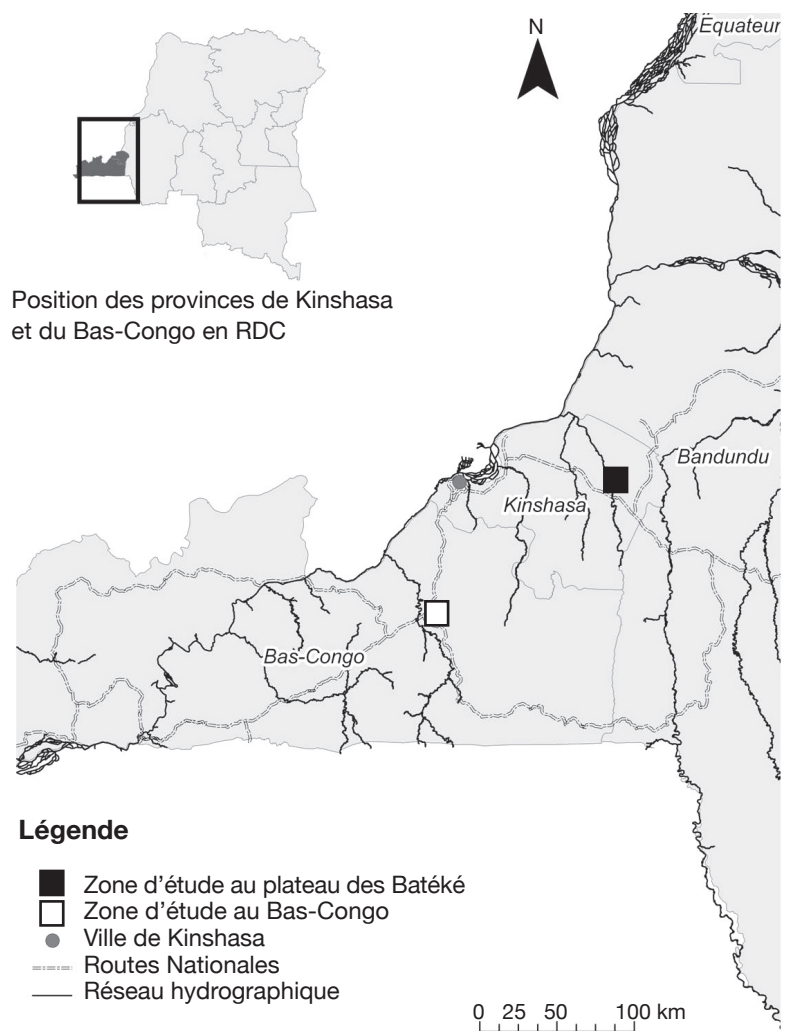 Équateur
N
Position des provinces de Kinshasa
et du Bas-Congo en RDC
Bandundu
Kinshasa
Bas-Congo
Légende
Zone d'étude au plateau des Batéké
Zone d'étude au Bas-Congo
Ville de Kinshasa
Routes Nationales
Réseau hydrographique
0 25 50 100 km